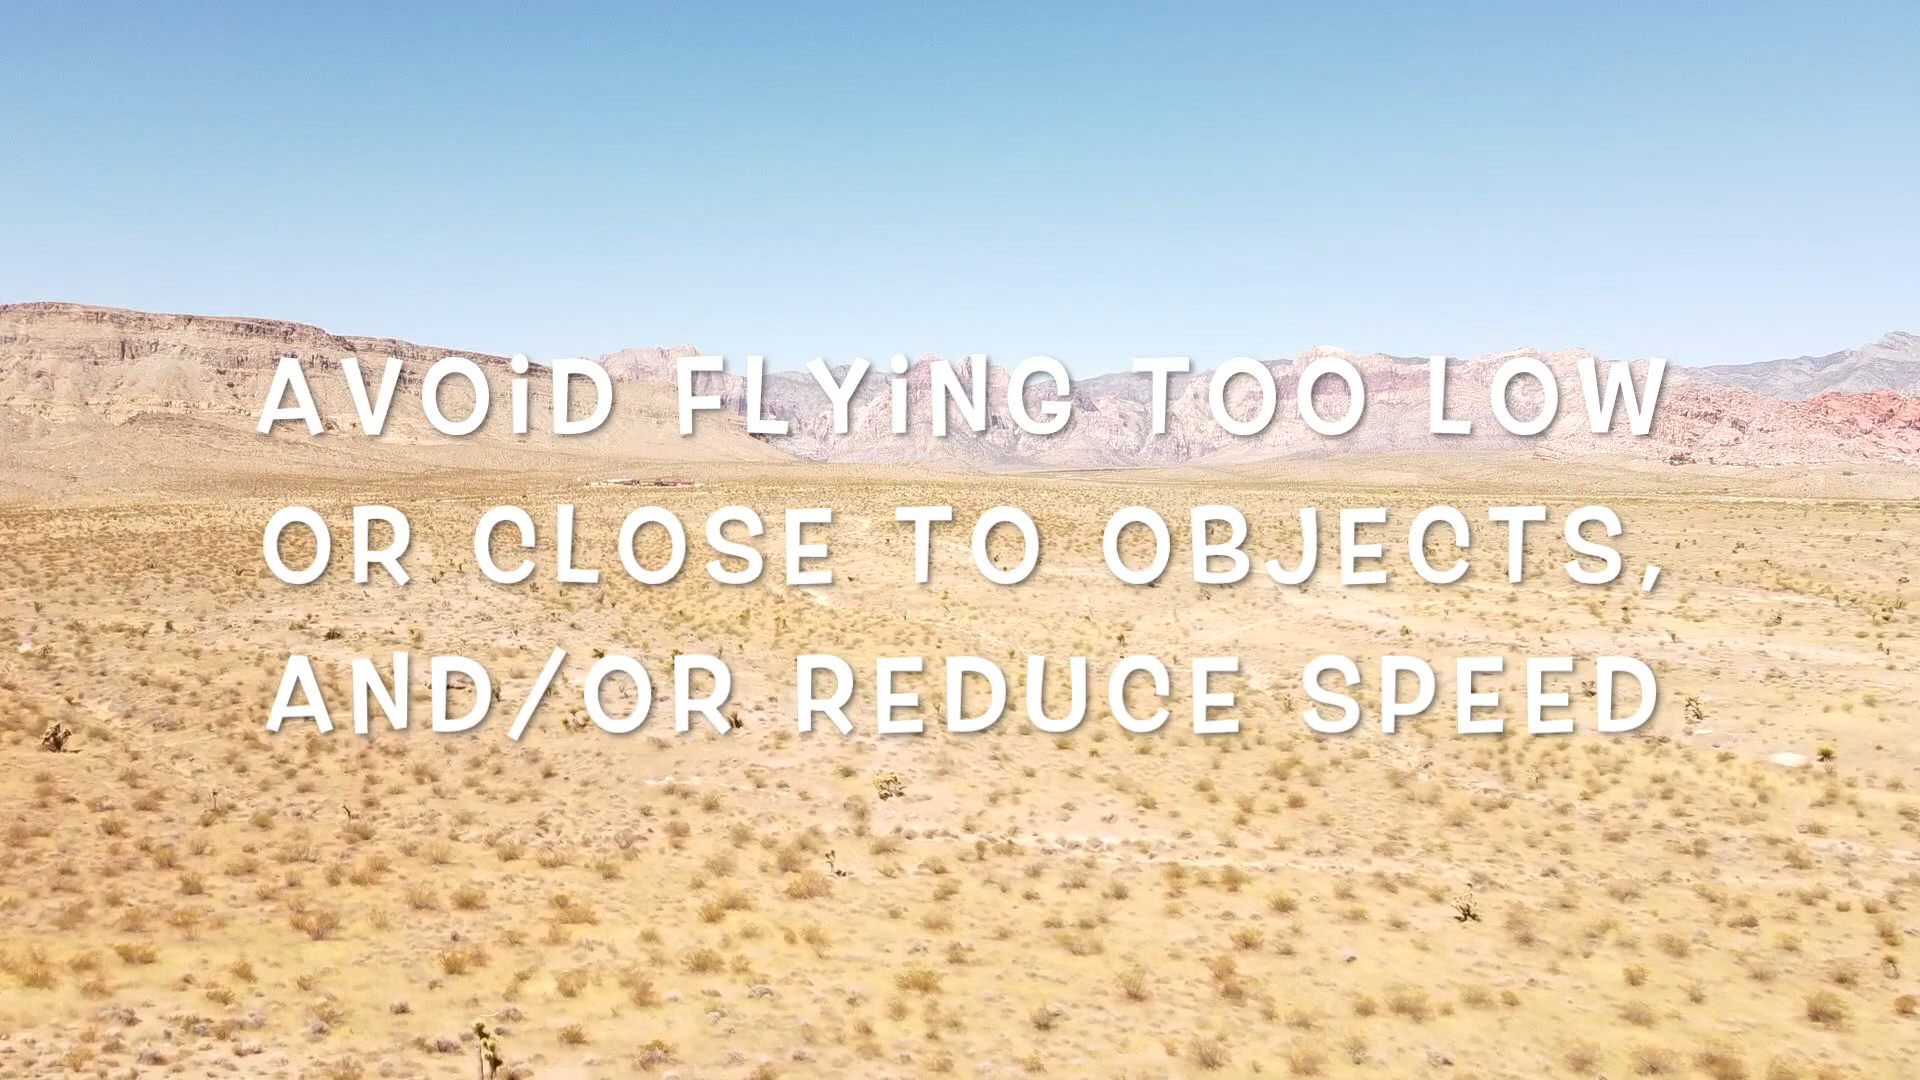 AVOiD FLYiNG TOO LOW
OR CLOSE TO OBJECTS,
AND/OR REDUCE SPEED